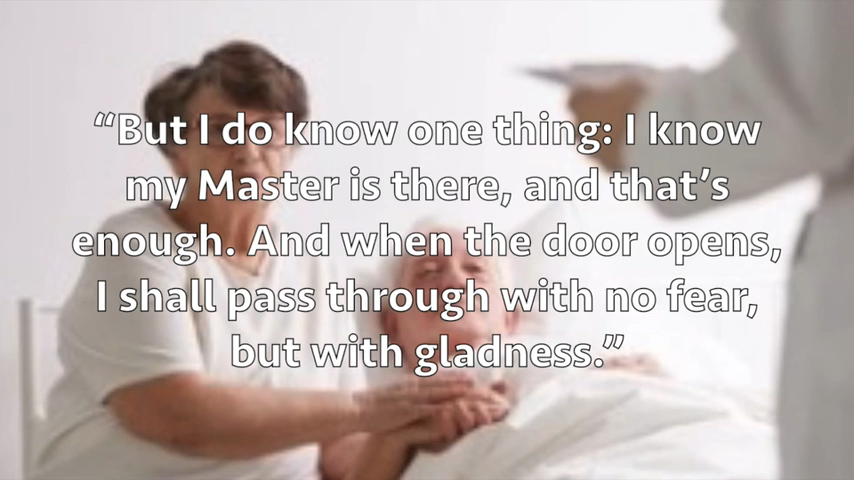 “But I do know one thing: I know
my Master is there, and that’s
enough. And when the door opens,
I shall pass through with no fear,
but with gladness.”